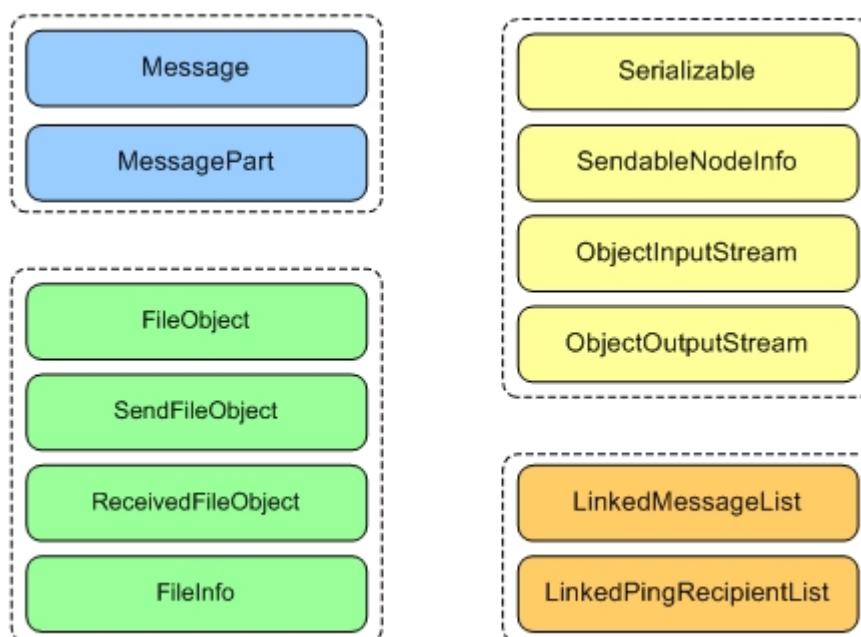 Message
MessagePart
FileObject
SendFileObject
ReceivedFileObject
FileInfo
Serializable
SendableNodeInfo
ObjectInputStream
ObjectOutputStream
LinkedMessageList
LinkedPingRecipientList